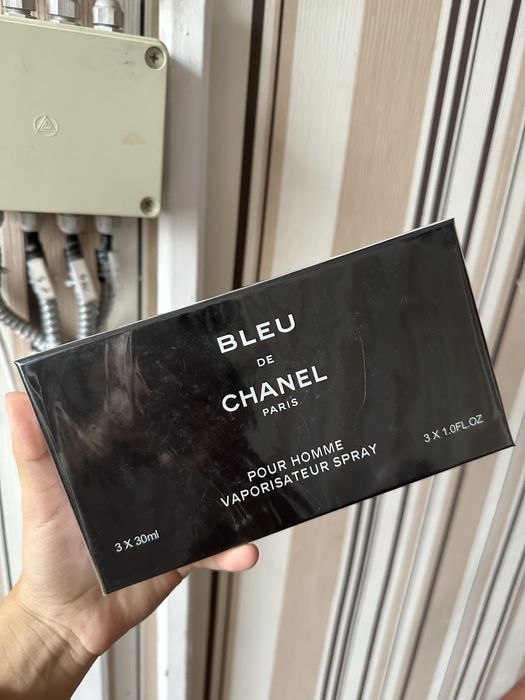 BLEU
DE
CHANEL
PARIS
POUR HOMME
VAPORISATEUR SPRAY
3 X 30ml
3 X 1.0FL.OZ